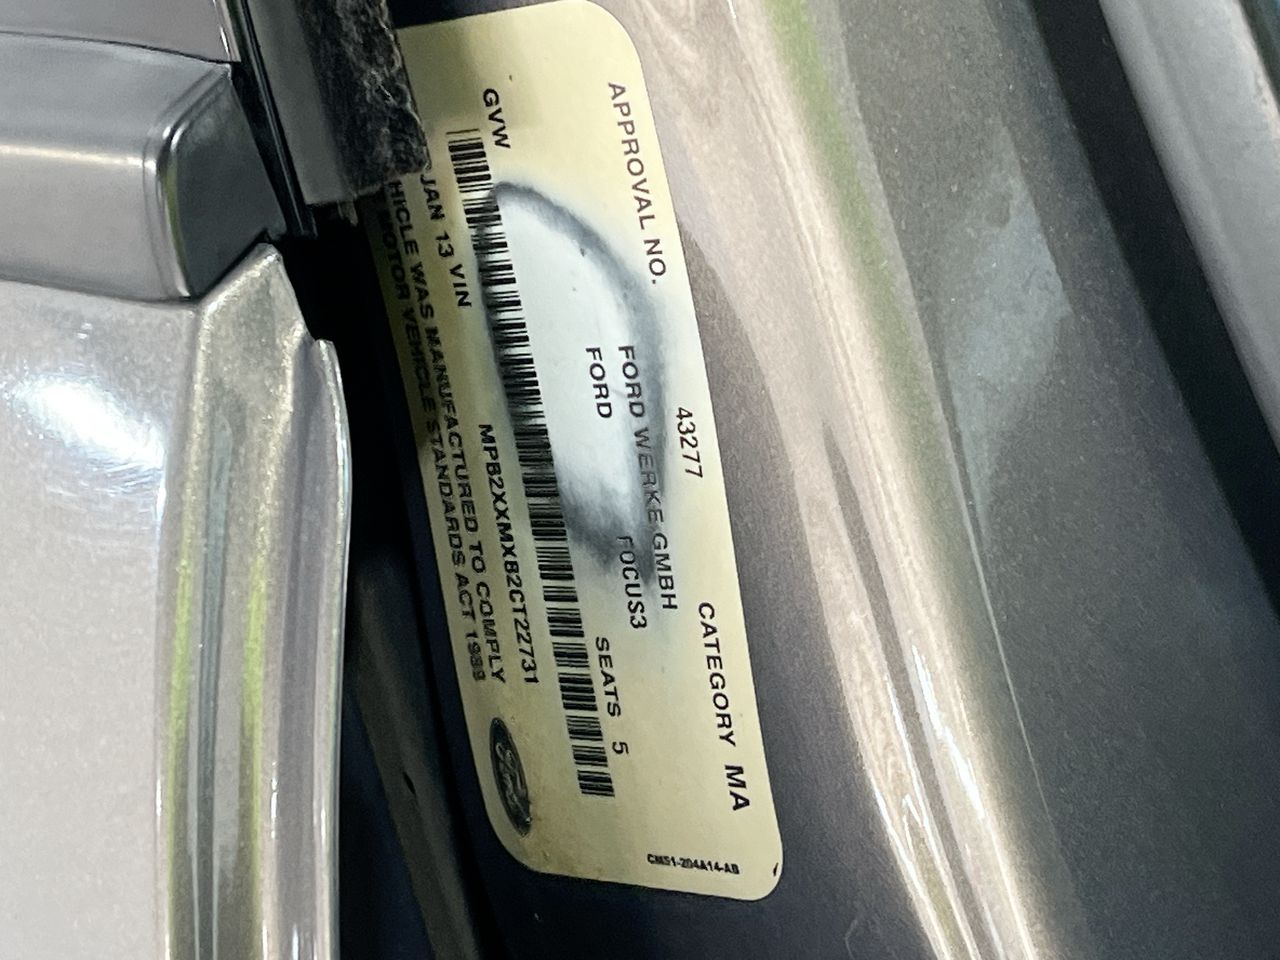 APPROVAL NO. 43277 CATEGORY MA
FORD WERKE GMBH
FORD FOCUS3
GVW SEATS 5
JAN 13 VIN MPB2XXMXB2CT22731
HICLE WAS MANUFACTURED TO COMPLY
MOTOR VEHICLE STANDARDS ACT 1989
Ford
CM51-204A14-AB